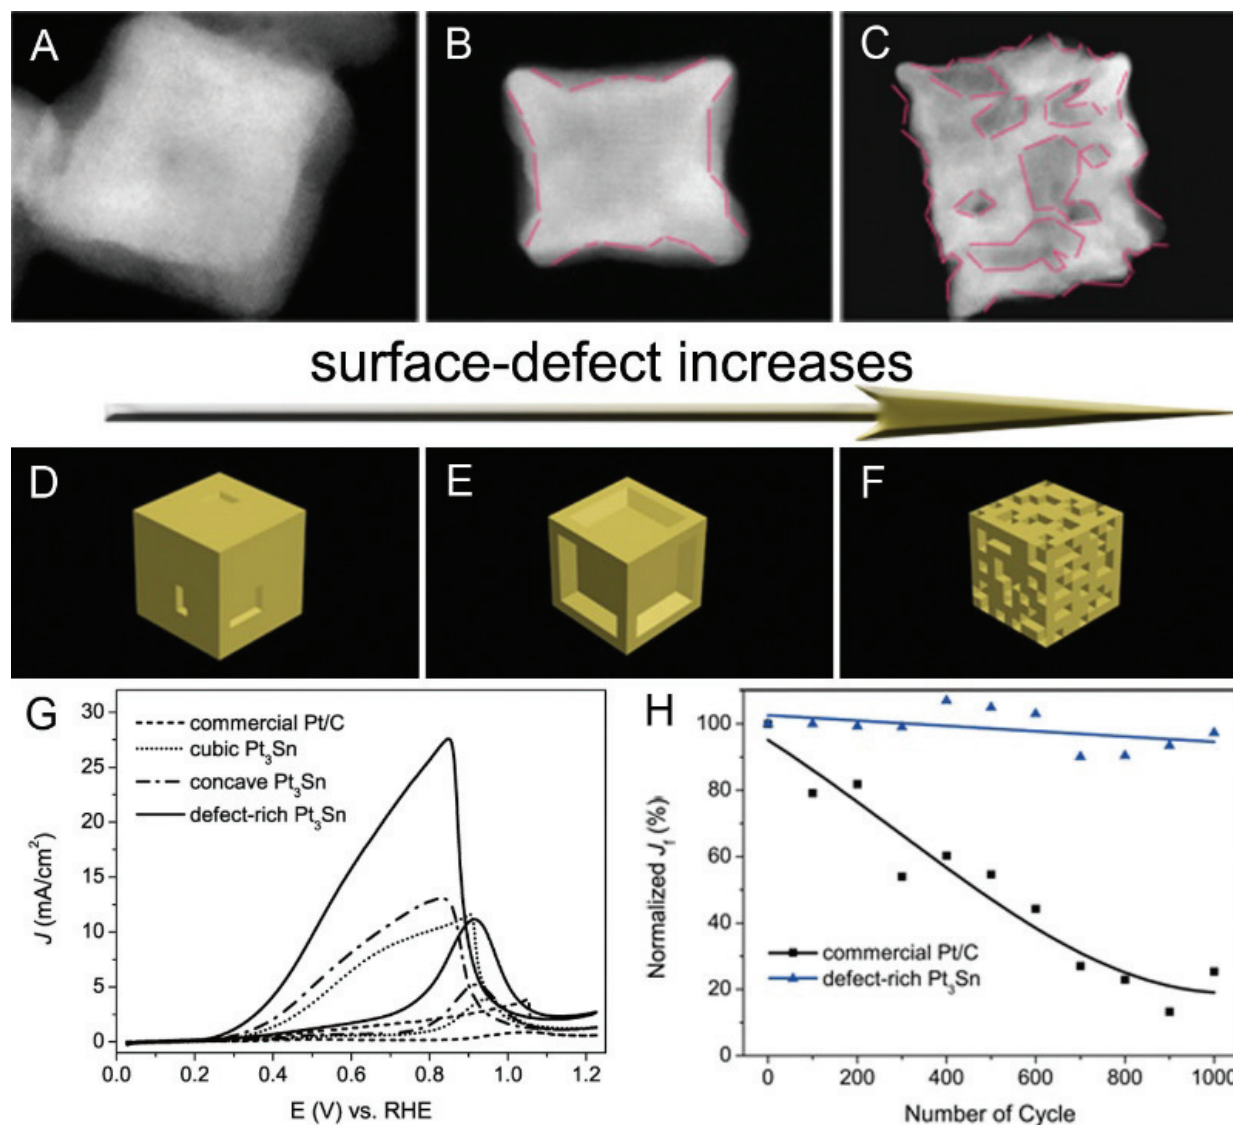 A
B
C
surface-defect increases
D
E
F
G
commercial Pt/C
cubic Pt₃Sn
concave Pt₃Sn
defect-rich Pt₃Sn
30
25
20
15
10
5
0
J (mA/cm²)
0.0 0.2 0.4 0.6 0.8 1.0 1.2
E (V) vs. RHE
H
100
80
60
40
20
0
Normalized J_f (%)
commercial Pt/C
defect-rich Pt₃Sn
0 200 400 600 800 1000
Number of Cycle